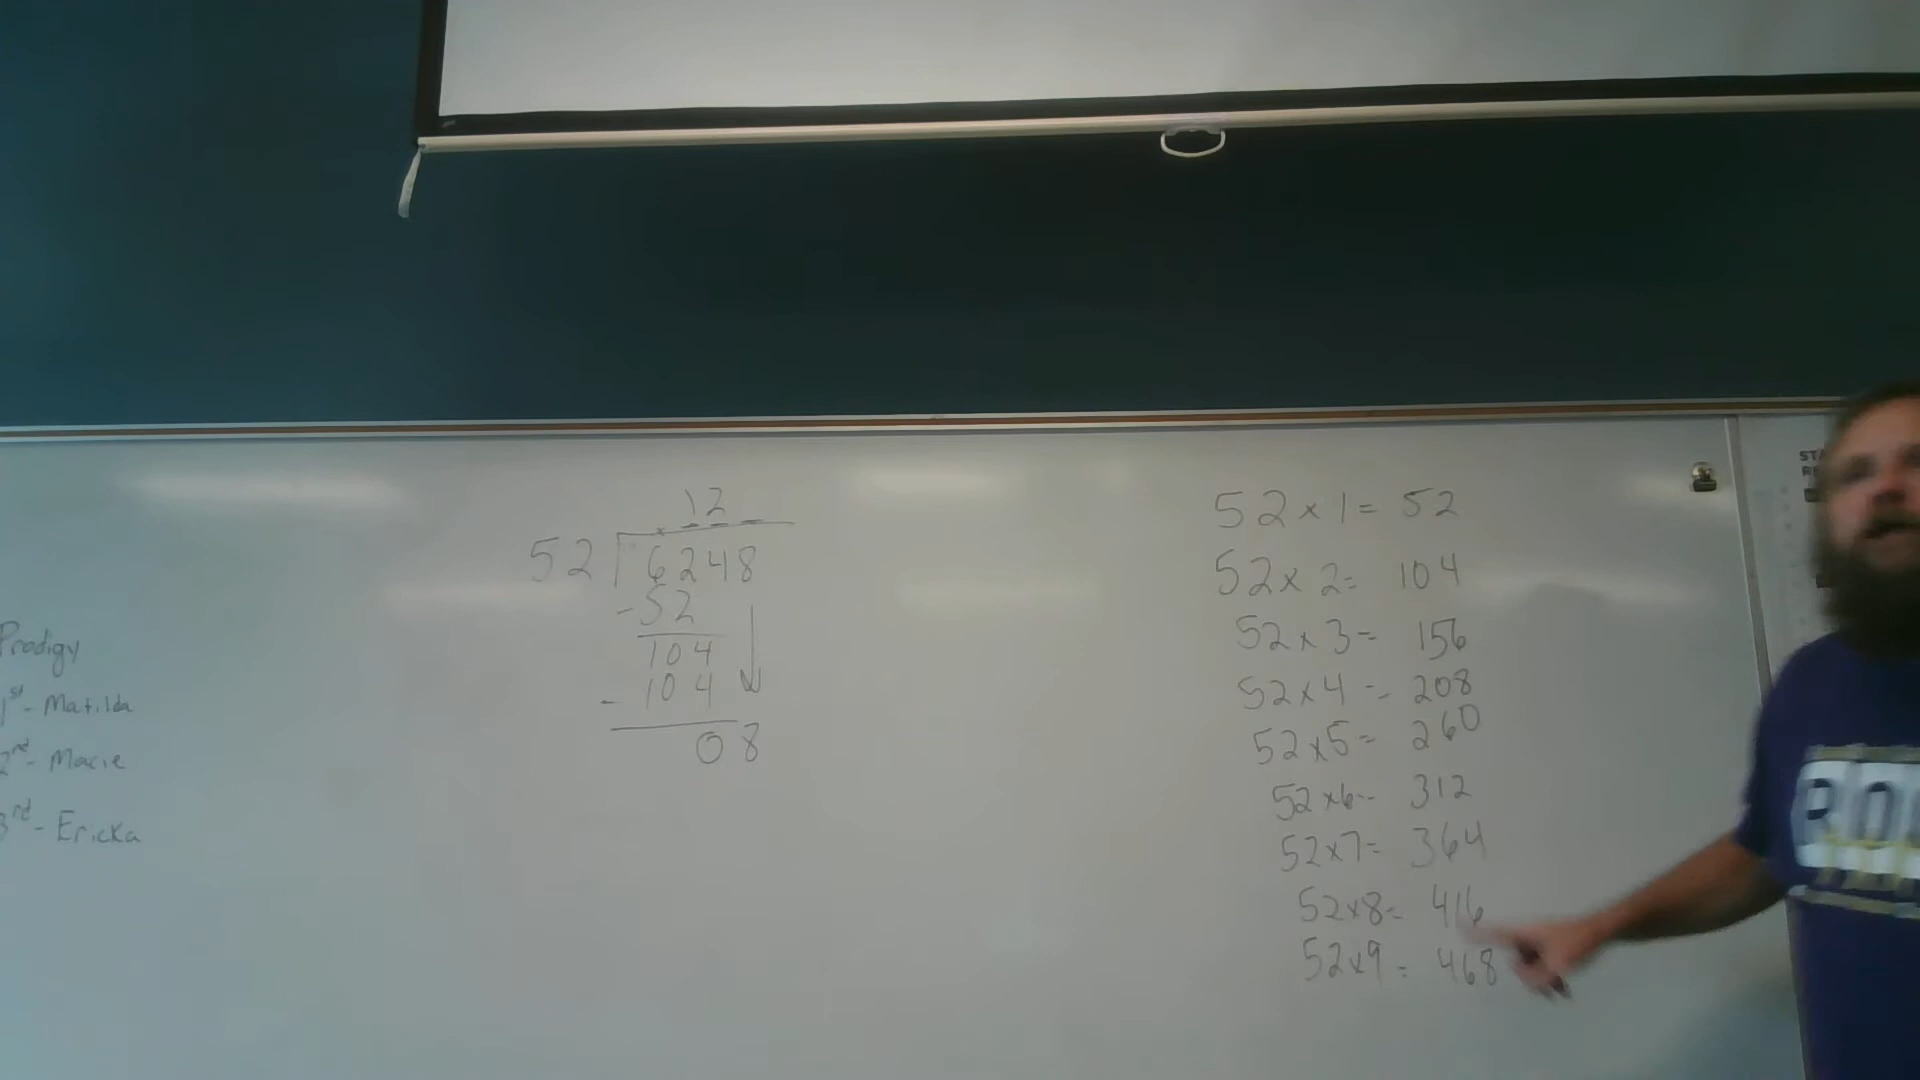 12
52 6248
-52
104
- 104
08
52 x 1 = 52
52 x 2 = 104
52 x 3 = 156
52 x 4 = 208
52 x 5 = 260
52 x 6 = 312
52 x 7 = 364
52 x 8 = 416
52 x 9 = 468
Prodigy
1st - Matilda
2nd - Macie
3rd - Ericka